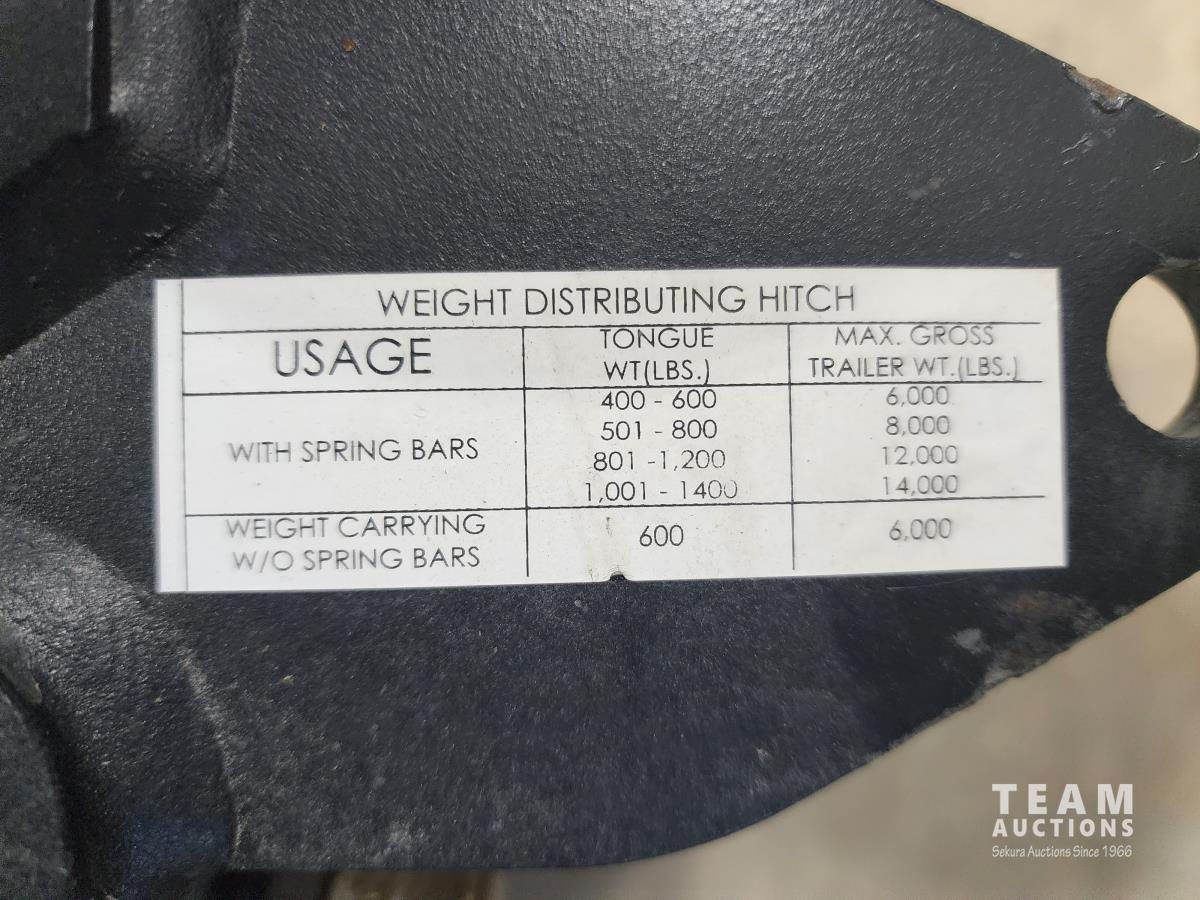 WEIGHT DISTRIBUTING HITCH
USAGE
TONGUE
WT(LBS.)
MAX. GROSS
TRAILER WT.(LBS.)
WITH SPRING BARS
400 - 600 6,000
501 - 800 8,000
801 -1,200 12,000
1,001 - 1400 14,000
WEIGHT CARRYING
W/O SPRING BARS
600 6,000
TEAM
AUCTIONS
Sekura Auctions Since 1966